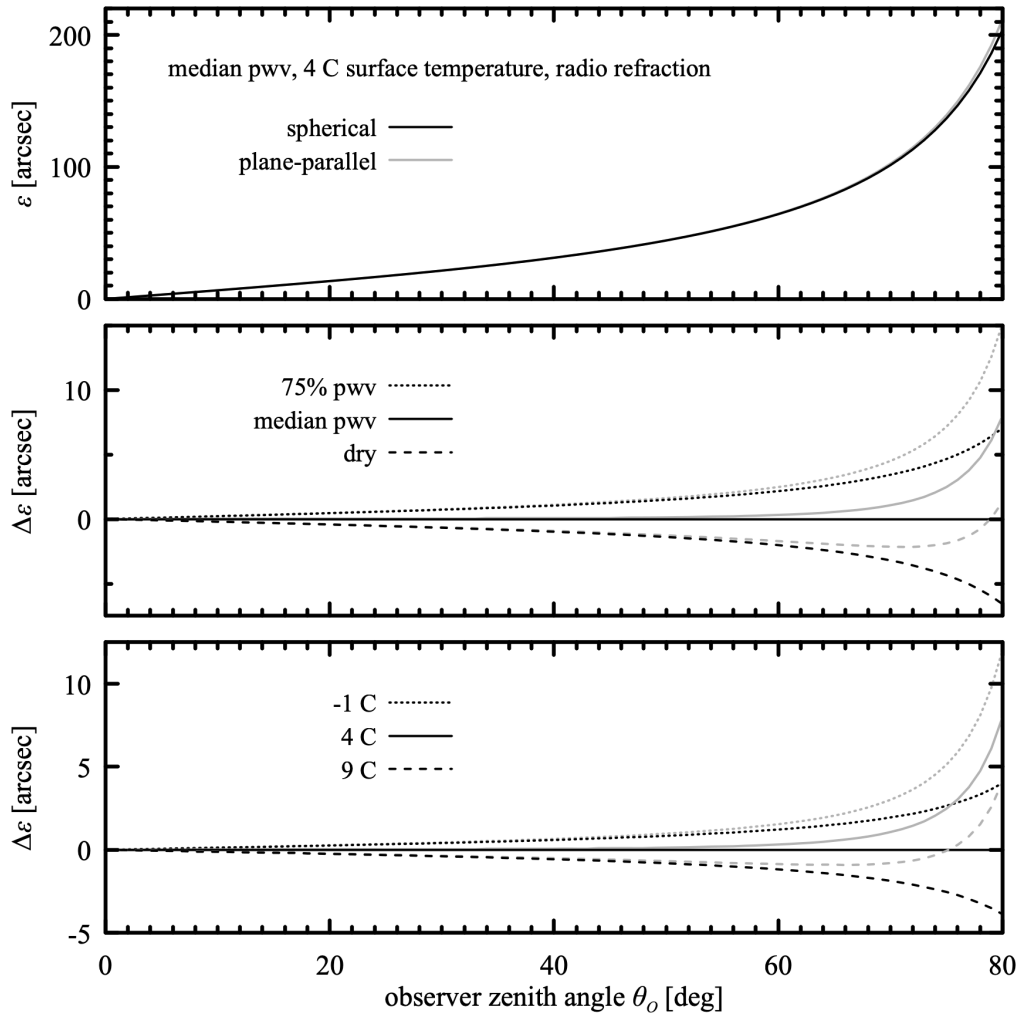 200
100
0
ε [arcsec]
median pwv, 4 C surface temperature, radio refraction
spherical
plane-parallel
10
0
Δε [arcsec]
75% pwv
median pwv
dry
10
5
0
-5
Δε [arcsec]
-1 C
4 C
9 C
0 20 40 60 80
observer zenith angle θO [deg]